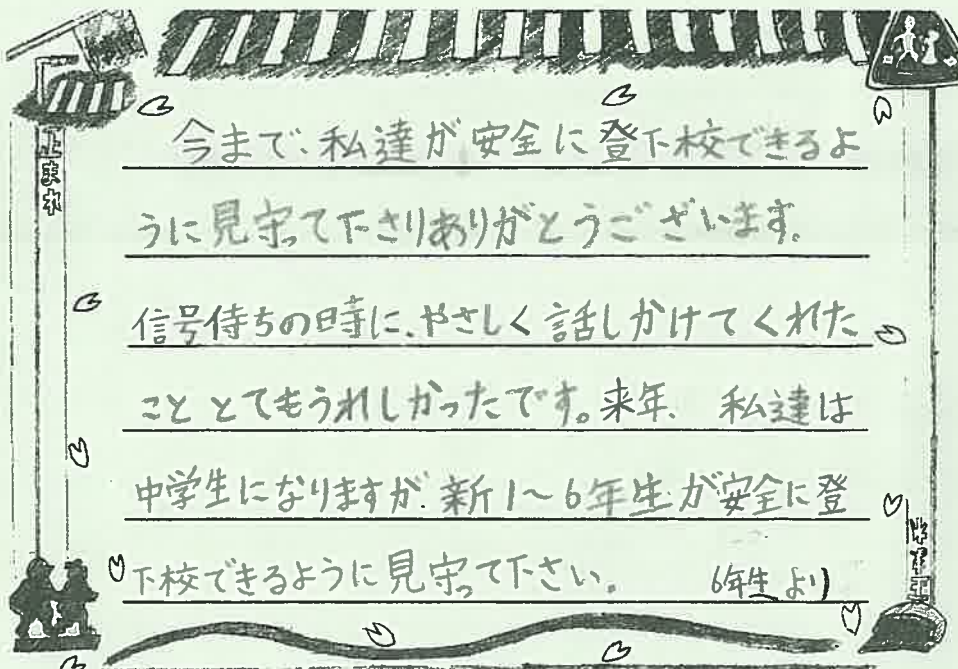 止まれ
今まで、私達が安全に登下校できるよ
うに見守って下さりありがとうございます。
信号待ちの時に、やさしく話しかけてくれた
こととてもうれしかったです。来年、私達は
中学生になりますが、新1～6年生が安全に登
下校できるように見守って下さい。 6年生より